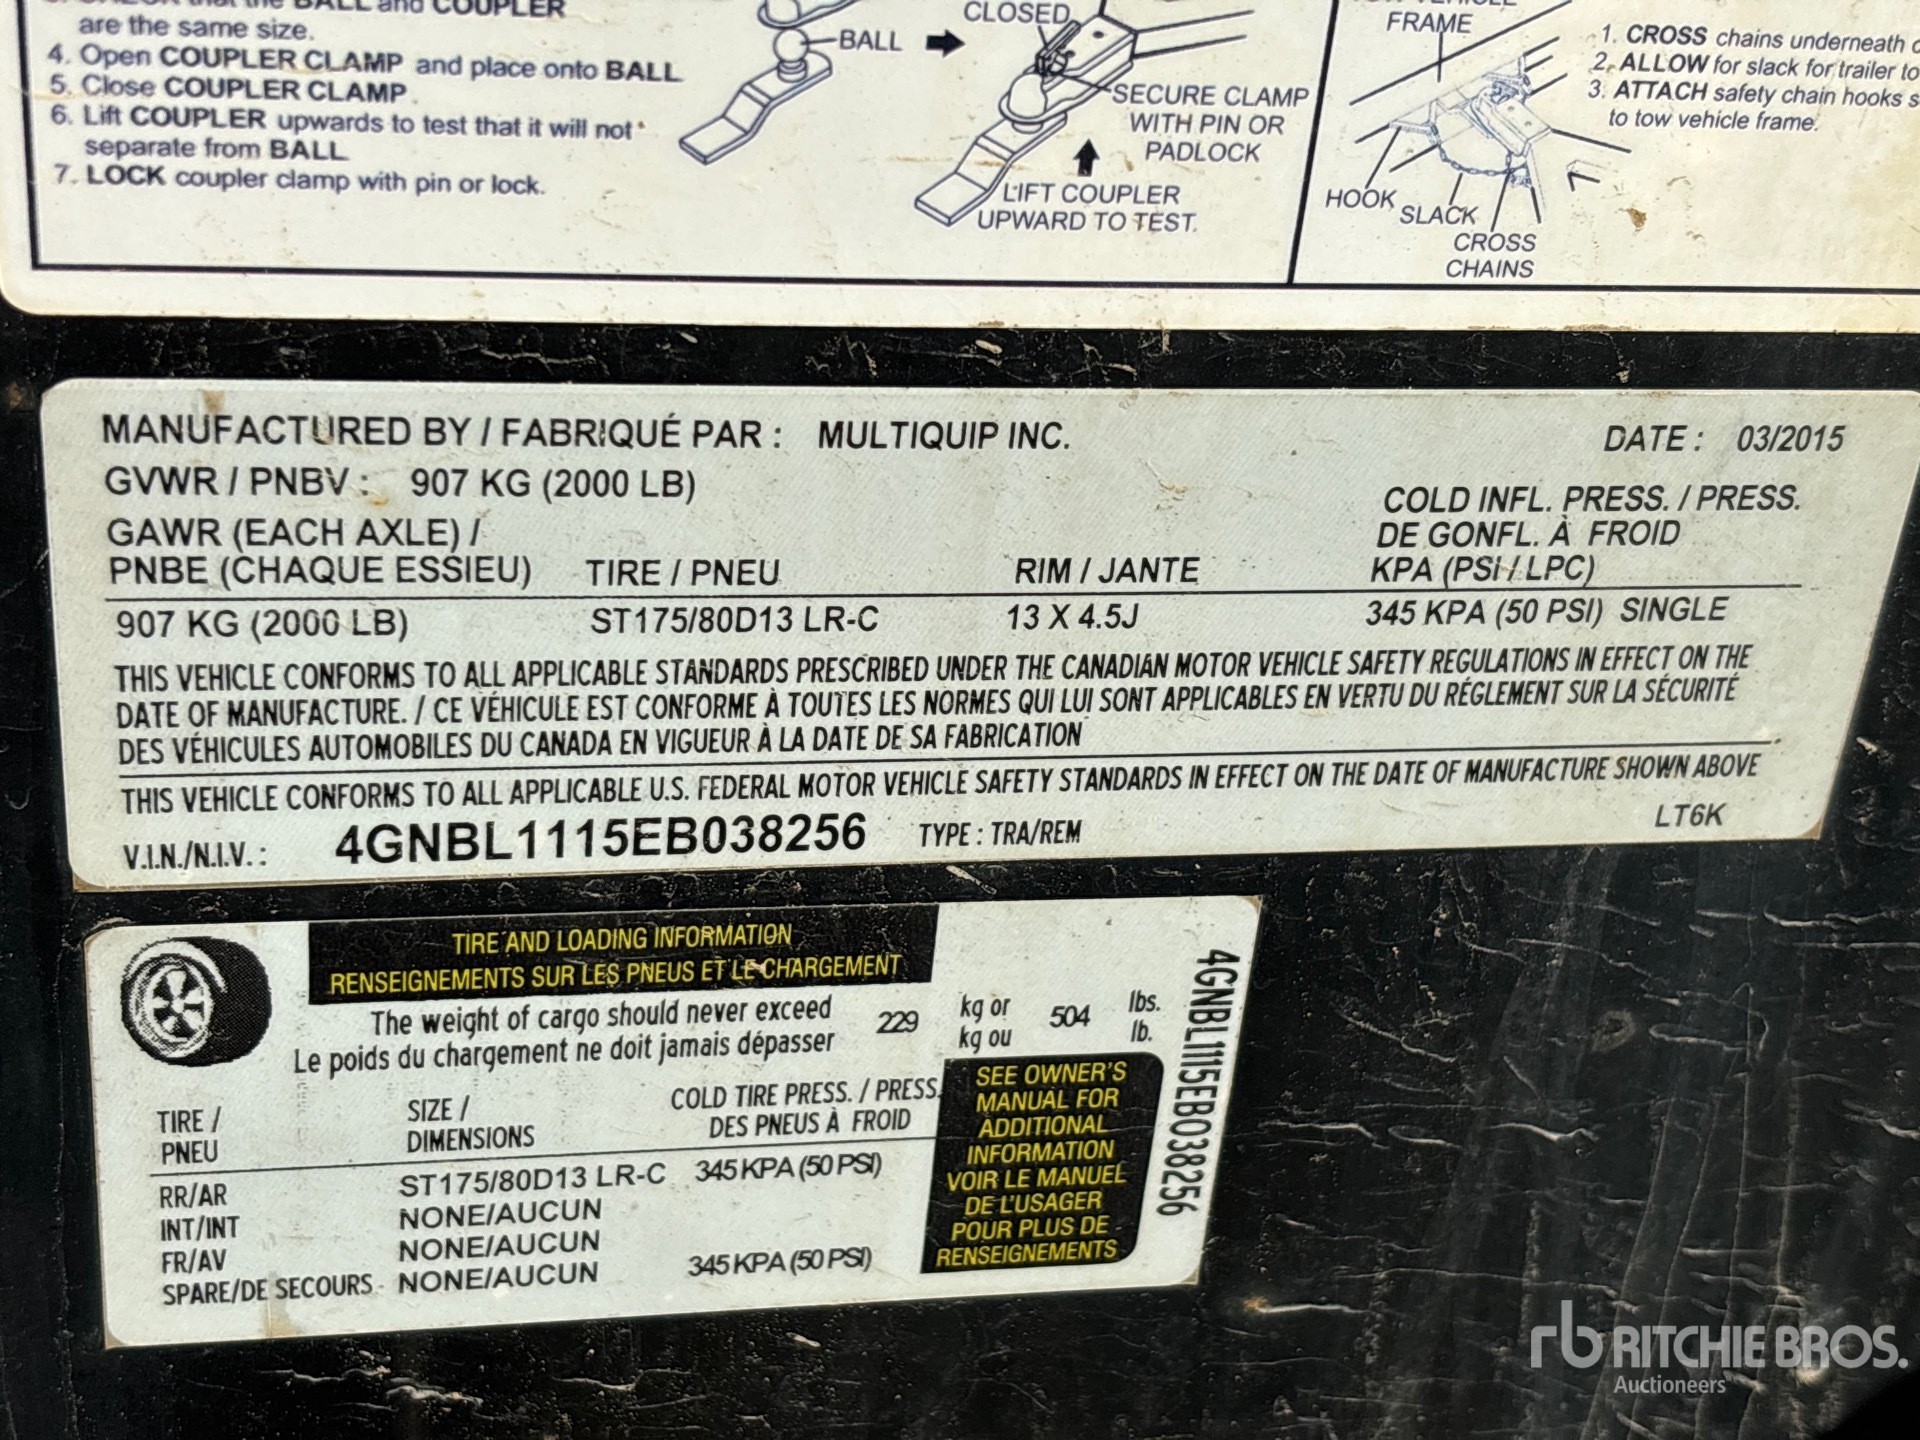 BALL and COUPLER
are the same size.
4. Open COUPLER CLAMP and place onto BALL
5. Close COUPLER CLAMP
6. Lift COUPLER upwards to test that it will not
separate from BALL
7. LOCK coupler clamp with pin or lock.
BALL
CLOSED
SECURE CLAMP
WITH PIN OR
PADLOCK
LIFT COUPLER
UPWARD TO TEST.
FRAME
HOOK
SLACK
CROSS
CHAINS
1. CROSS chains underneath
2. ALLOW for slack for trailer to
3. ATTACH safety chain hooks
to tow vehicle frame.
MANUFACTURED BY / FABRIQUÉ PAR : MULTIQUIP INC. DATE : 03/2015
GVWR / PNBV : 907 KG (2000 LB)
GAWR (EACH AXLE) /
PNBE (CHAQUE ESSIEU) TIRE / PNEU RIM / JANTE
COLD INFL. PRESS. / PRESS.
DE GONFL. À FROID
KPA (PSI / LPC)
907 KG (2000 LB) ST175/80D13 LR-C 13 X 4.5J 345 KPA (50 PSI) SINGLE
THIS VEHICLE CONFORMS TO ALL APPLICABLE STANDARDS PRESCRIBED UNDER THE CANADIAN MOTOR VEHICLE SAFETY REGULATIONS IN EFFECT ON THE
DATE OF MANUFACTURE. / CE VÉHICULE EST CONFORME À TOUTES LES NORMES QUI LUI SONT APPLICABLES EN VERTU DU RÉGLEMENT SUR LA SÉCURITÉ
DES VÉHICULES AUTOMOBILES DU CANADA EN VIGUEUR À LA DATE DE SA FABRICATION
THIS VEHICLE CONFORMS TO ALL APPLICABLE U.S. FEDERAL MOTOR VEHICLE SAFETY STANDARDS IN EFFECT ON THE DATE OF MANUFACTURE SHOWN ABOVE
V.I.N./N.I.V. : 4GNBL1115EB038256 TYPE : TRA/REM LT6K
TIRE AND LOADING INFORMATION
RENSEIGNEMENTS SUR LES PNEUS ET LE CHARGEMENT
The weight of cargo should never exceed
Le poids du chargement ne doit jamais dépasser
229
kg or
kg ou
504
lbs.
lb.
TIRE /
PNEU
SIZE /
DIMENSIONS
COLD TIRE PRESS. / PRESS.
DES PNEUS À FROID
RR/AR ST175/80D13 LR-C 345 KPA (50 PSI)
INT/INT NONE/AUCUN
FR/AV NONE/AUCUN
SPARE/DE SECOURS NONE/AUCUN 345 KPA (50 PSI)
SEE OWNER'S
MANUAL FOR
ADDITIONAL
INFORMATION
VOIR LE MANUEL
DE L'USAGER
POUR PLUS DE
RENSEIGNEMENTS
4GNBL1115EB038256
rb RITCHIE BROS.
Auctioneers